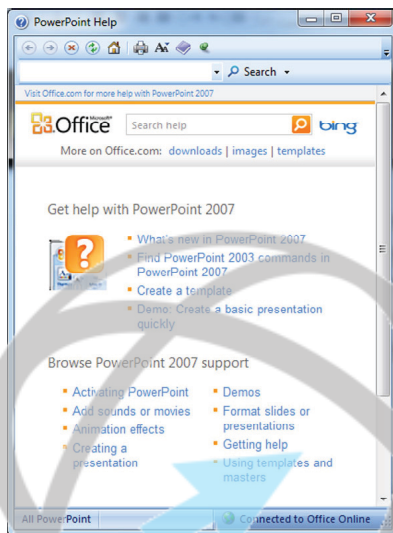 PowerPoint Help
Search
Visit Office.com for more help with PowerPoint 2007
Microsoft®
Office
Search help
bing
More on Office.com: downloads | images | templates
Get help with PowerPoint 2007
What's new in PowerPoint 2007
Find PowerPoint 2003 commands in
PowerPoint 2007
Create a template
Demo: Create a basic presentation
quickly
Browse PowerPoint 2007 support
Activating PowerPoint
Add sounds or movies
Animation effects
Creating a
presentation
Demos
Format slides or
presentations
Getting help
Using templates and
masters
All PowerPoint
Connected to Office Online